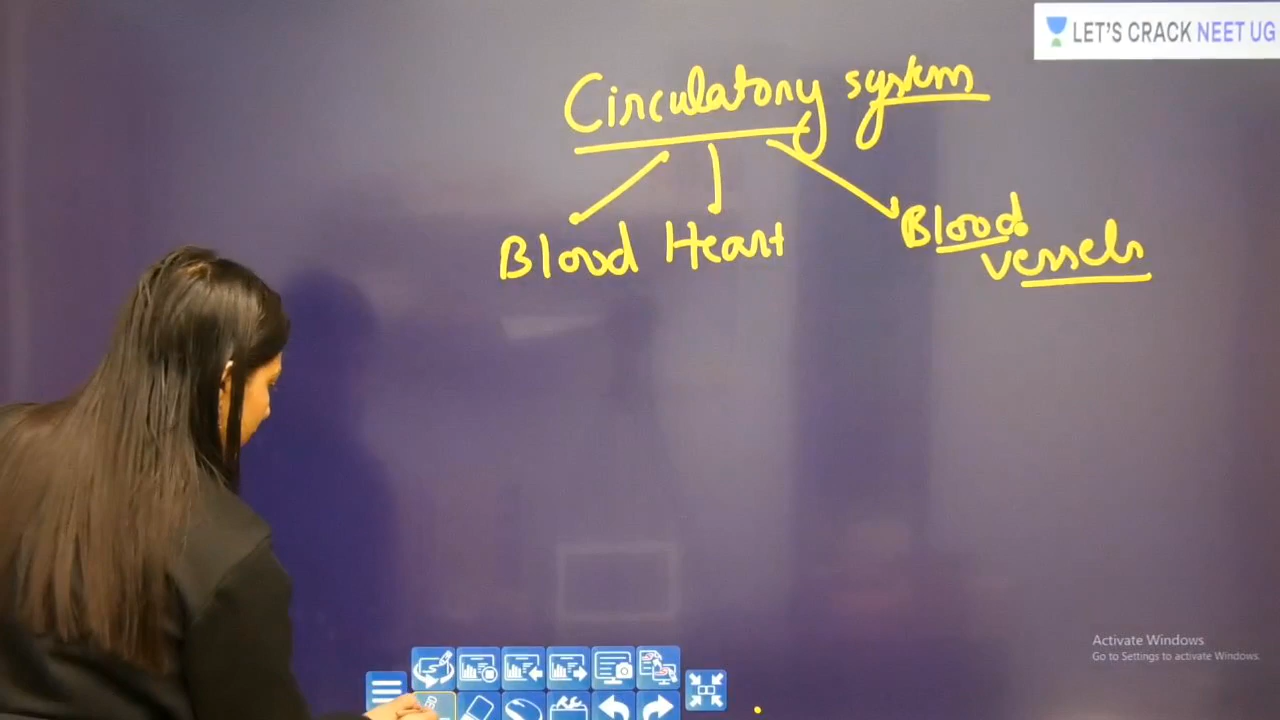 LET'S CRACK NEET UG
Circulatory system
Blood Heart Blood
vessels
Activate Windows
Go to Settings to activate Windows.